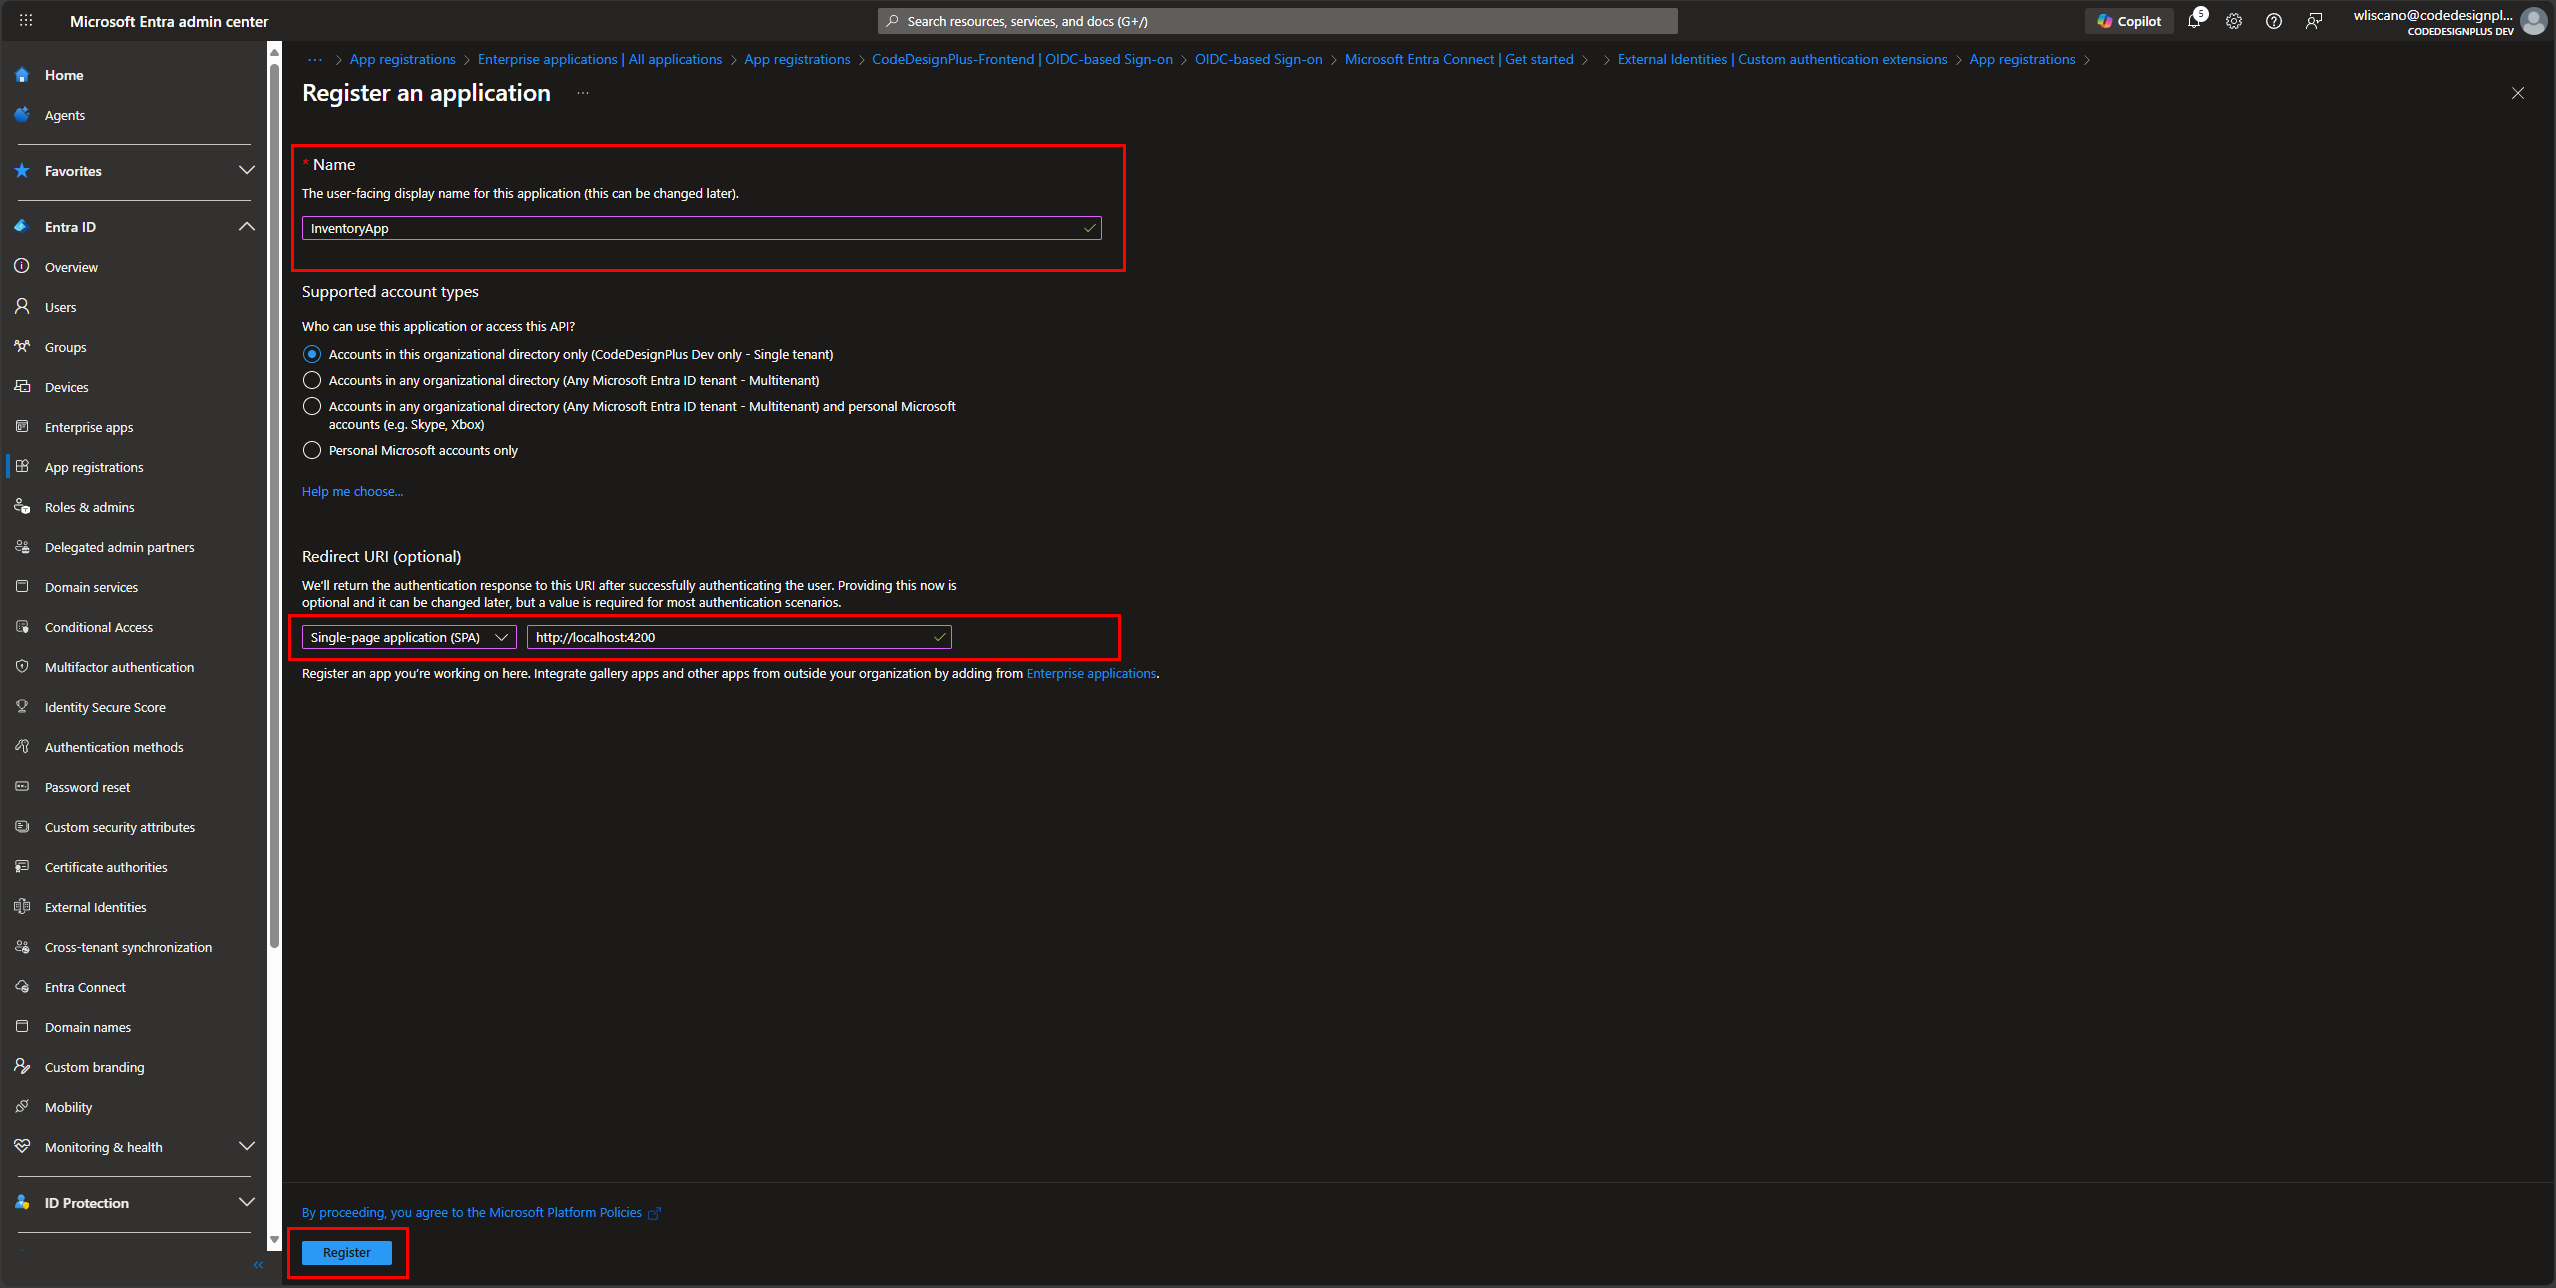 Microsoft Entra admin center
Search resources, services, and docs (G+/)
Copilot
5
wliscano@codedesignpl...
CODEDESIGNPLUS DEV
Home
Agents
Favorites
Entra ID
Overview
Users
Groups
Devices
Enterprise apps
App registrations
Roles & admins
Delegated admin partners
Domain services
Conditional Access
Multifactor authentication
Identity Secure Score
Authentication methods
Password reset
Custom security attributes
Certificate authorities
External Identities
Cross-tenant synchronization
Entra Connect
Domain names
Custom branding
Mobility
Monitoring & health
ID Protection
... > App registrations > Enterprise applications | All applications > App registrations > CodeDesignPlus-Frontend | OIDC-based Sign-on > OIDC-based Sign-on > Microsoft Entra Connect | Get started > > External Identities | Custom authentication extensions > App registrations >
Register an application ...
* Name
The user-facing display name for this application (this can be changed later).
InventoryApp
Supported account types
Who can use this application or access this API?
Accounts in this organizational directory only (CodeDesignPlus Dev only - Single tenant)
Accounts in any organizational directory (Any Microsoft Entra ID tenant - Multitenant)
Accounts in any organizational directory (Any Microsoft Entra ID tenant - Multitenant) and personal Microsoft
accounts (e.g. Skype, Xbox)
Personal Microsoft accounts only
Help me choose...
Redirect URI (optional)
We'll return the authentication response to this URI after successfully authenticating the user. Providing this now is
optional and it can be changed later, but a value is required for most authentication scenarios.
Single-page application (SPA)
http://localhost:4200
Register an app you're working on here. Integrate gallery apps and other apps from outside your organization by adding from Enterprise applications.
By proceeding, you agree to the Microsoft Platform Policies
Register